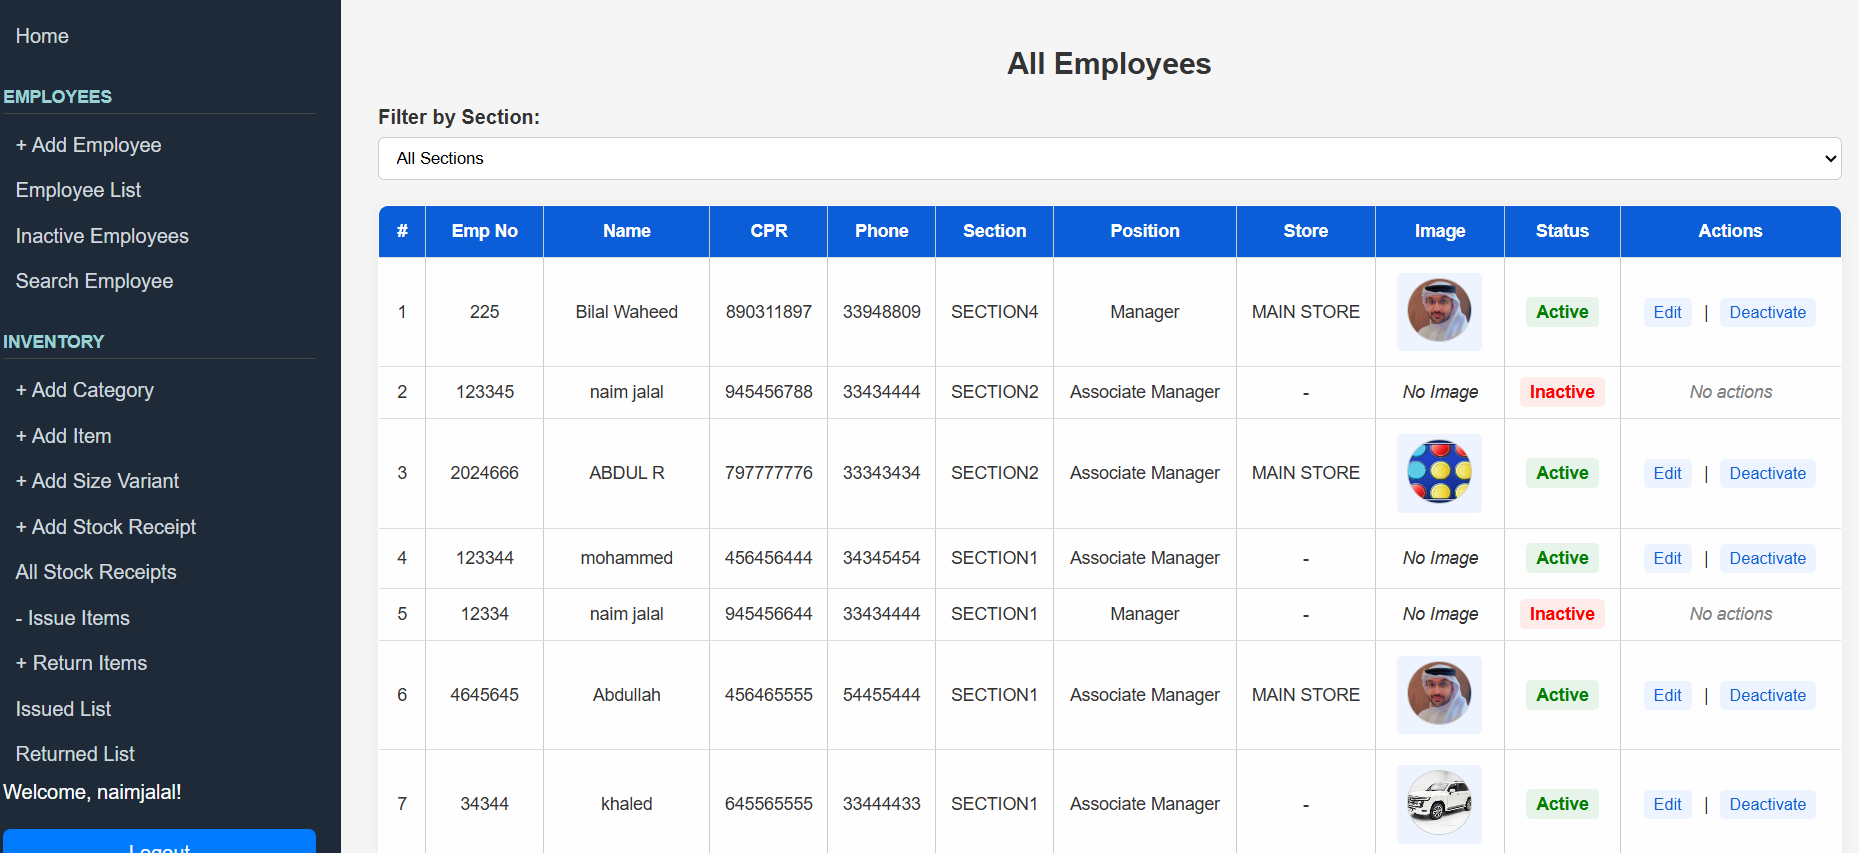 Home
EMPLOYEES
+ Add Employee
Employee List
Inactive Employees
Search Employee
INVENTORY
+ Add Category
+ Add Item
+ Add Size Variant
+ Add Stock Receipt
All Stock Receipts
- Issue Items
+ Return Items
Issued List
Returned List
Welcome, naimjalal!
Logout
All Employees
Filter by Section:
All Sections
# Emp No Name CPR Phone Section Position Store Image Status Actions
1 225 Bilal Waheed 890311897 33948809 SECTION4 Manager MAIN STORE Active Edit | Deactivate
2 123345 naim jalal 945456788 33434444 SECTION2 Associate Manager - No Image Inactive No actions
3 2024666 ABDUL R 797777776 33343434 SECTION2 Associate Manager MAIN STORE Active Edit | Deactivate
4 123344 mohammed 456456444 34345454 SECTION1 Associate Manager - No Image Active Edit | Deactivate
5 12334 naim jalal 945456644 33434444 SECTION1 Manager - No Image Inactive No actions
6 4645645 Abdullah 456465555 54455444 SECTION1 Associate Manager MAIN STORE Active Edit | Deactivate
7 34344 khaled 645565555 33444433 SECTION1 Associate Manager - Active Edit | Deactivate